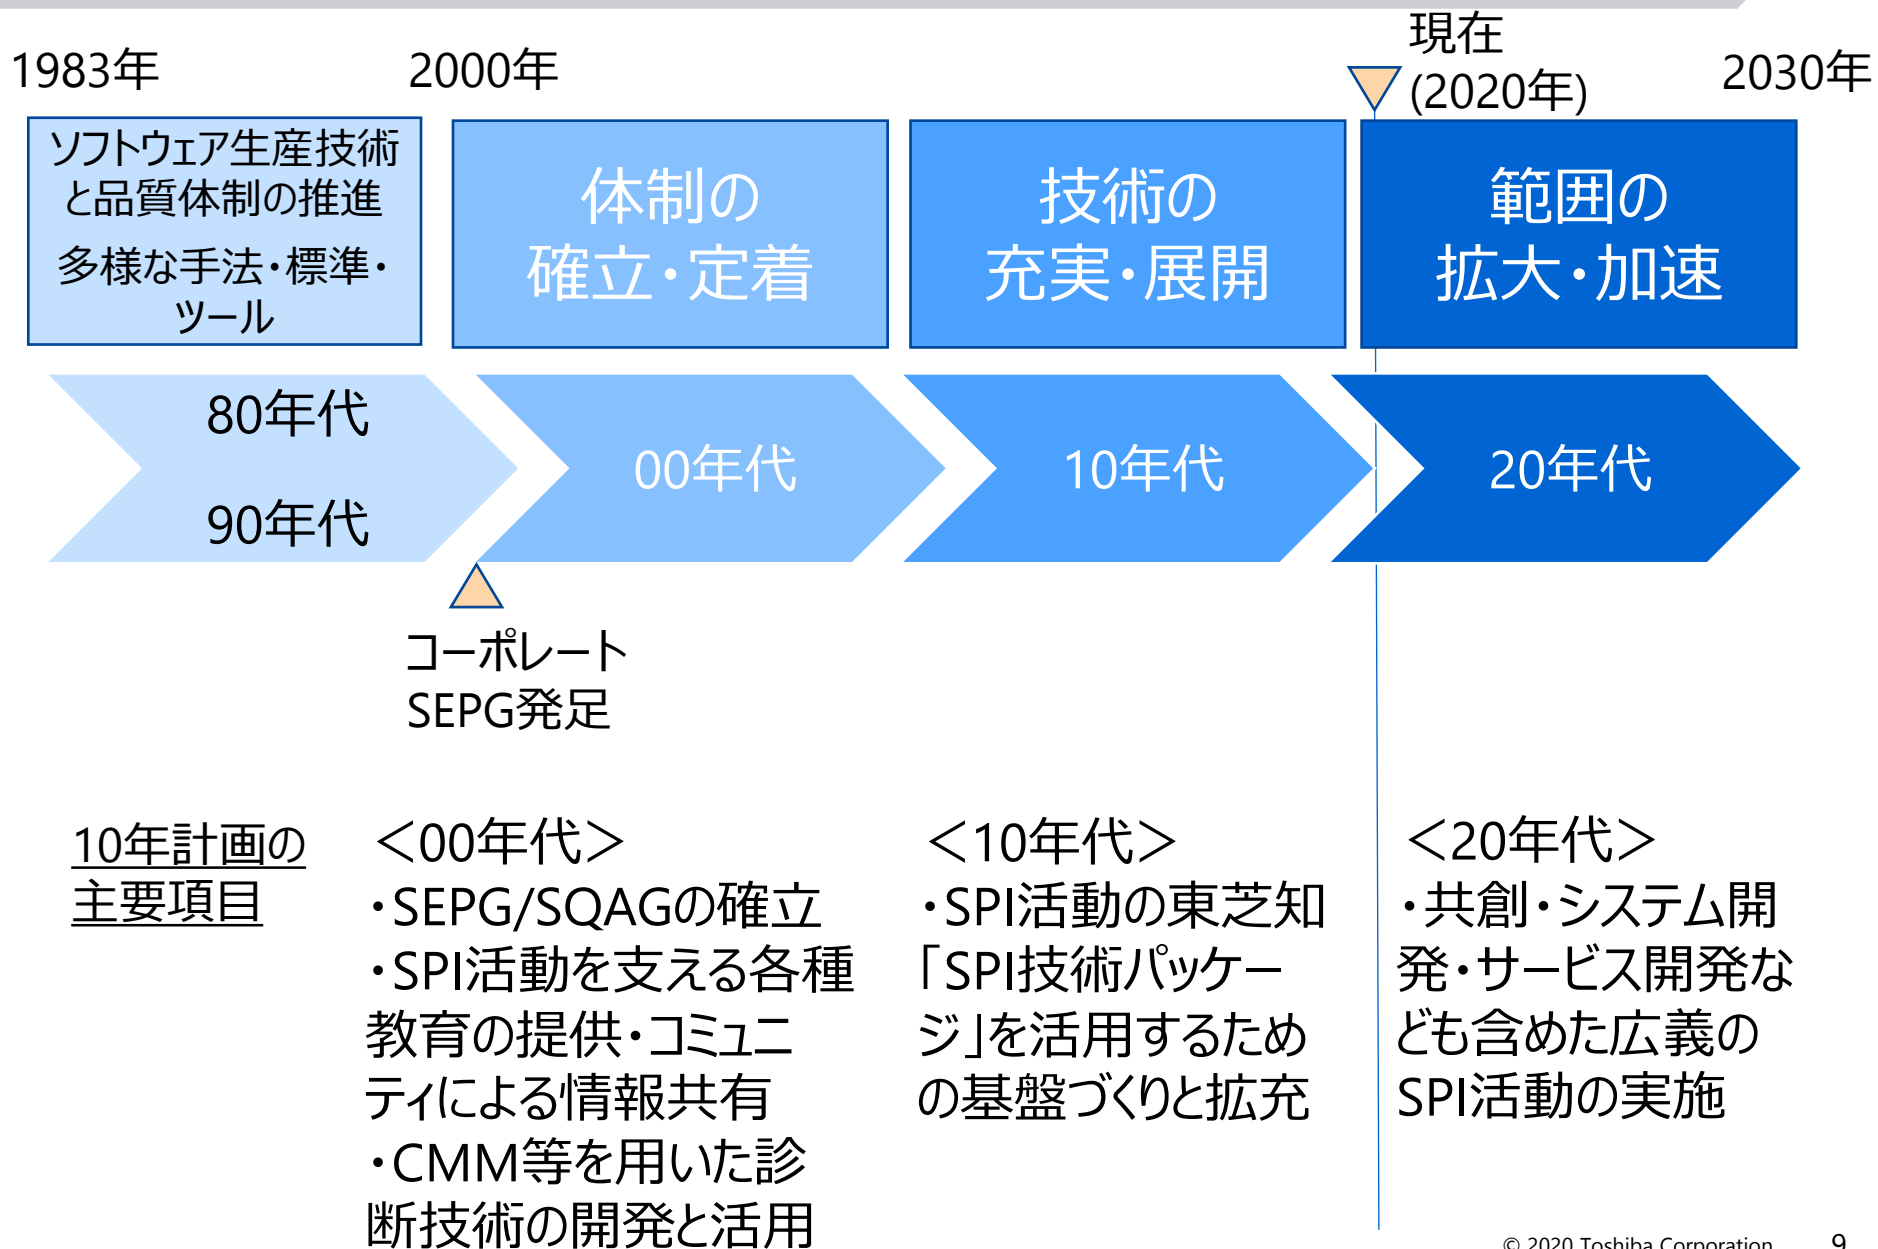 1983年
2000年
現在
(2020年)
2030年
ソフトウェア生産技術
と品質体制の推進
多様な手法・標準・
ツール
体制の
確立・定着
技術の
充実・展開
範囲の
拡大・加速
80年代
90年代
00年代
10年代
20年代
コーポレート
SEPG発足
10年計画の
主要項目
＜00年代＞
・SEPG/SQAGの確立
・SPI活動を支える各種
教育の提供・コミュニ
ティによる情報共有
・CMM等を用いた診
断技術の開発と活用
＜10年代＞
・SPI活動の東芝知
「SPI技術パッケー
ジ」を活用するため
の基盤づくりと拡充
＜20年代＞
・共創・システム開
発・サービス開発な
ども含めた広義の
SPI活動の実施
© 2020 Toshiba Corporation
9